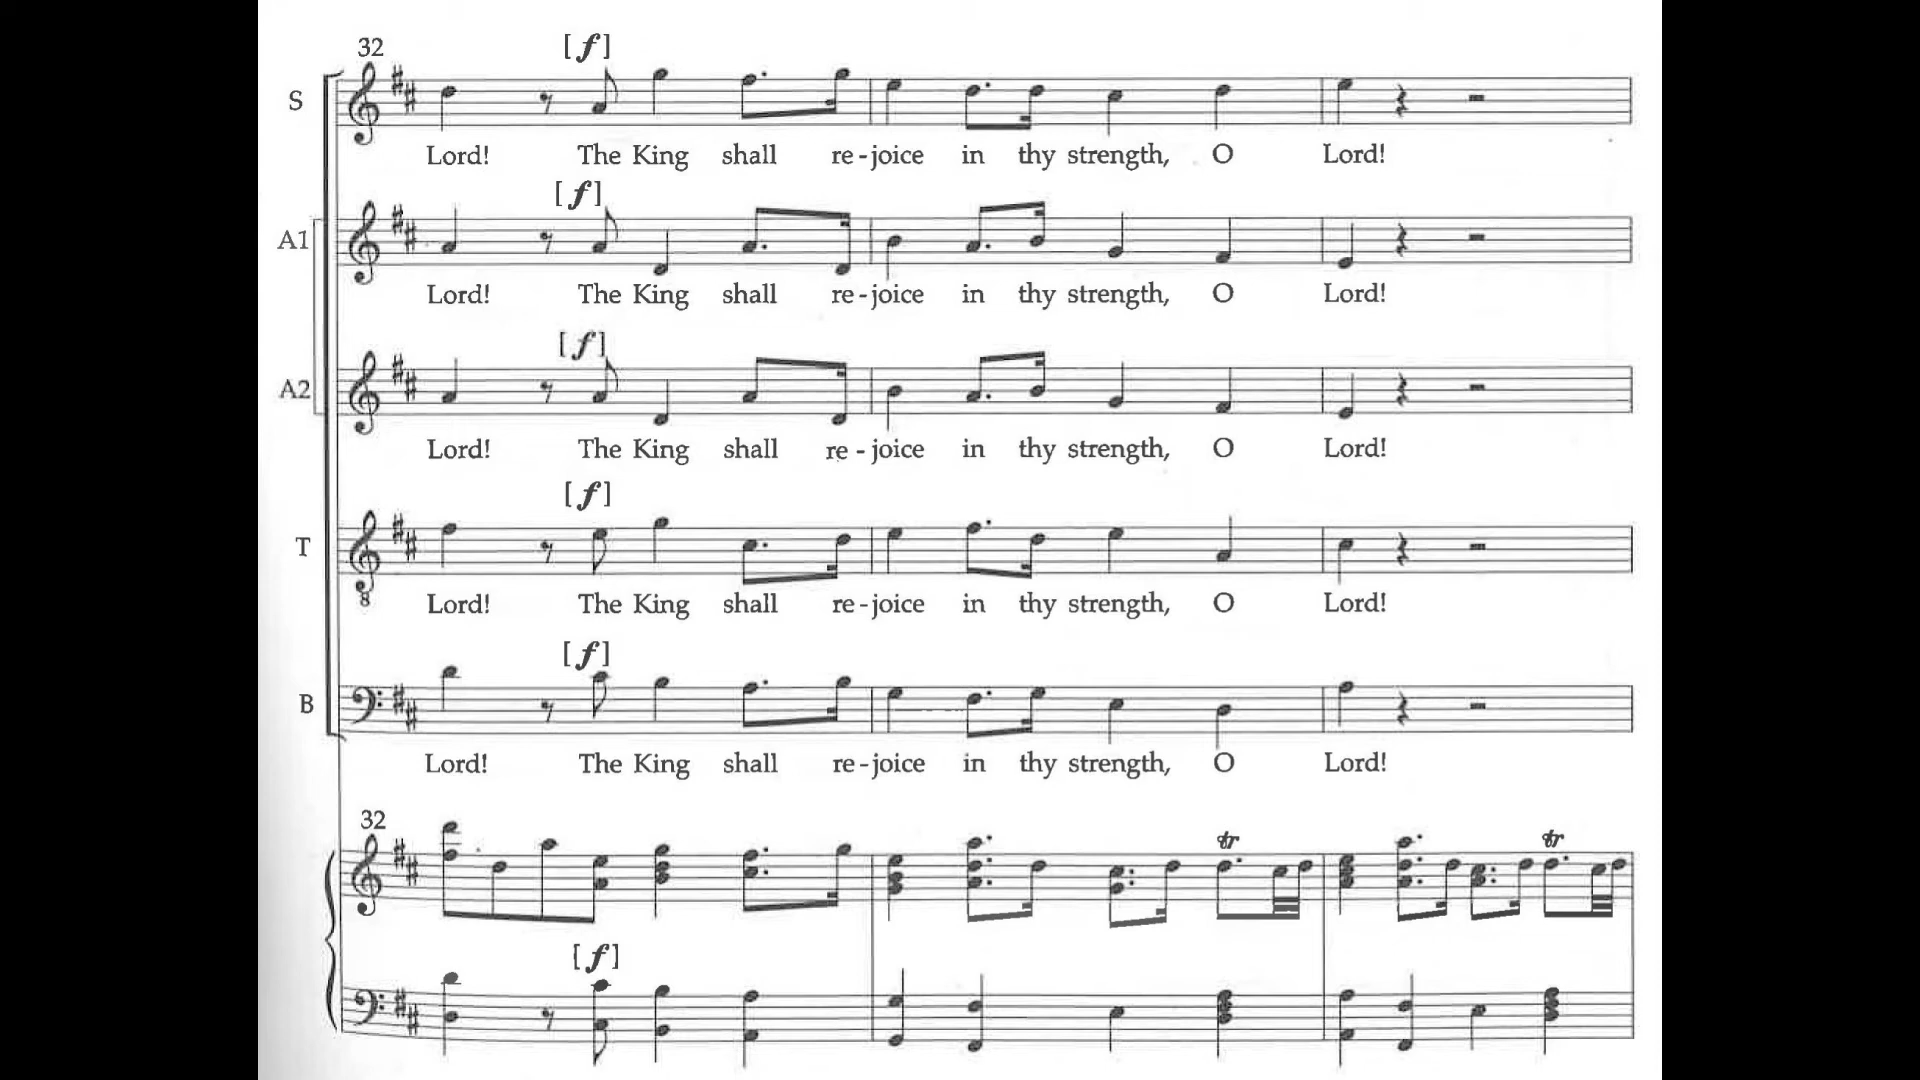 32 [f]
S
Lord! The King shall re-joice in thy strength, O Lord!
[f]
A1
Lord! The King shall re-joice in thy strength, O Lord!
[f]
A2
Lord! The King shall re-joice in thy strength, O Lord!
[f]
T
8
Lord! The King shall re-joice in thy strength, O Lord!
[f]
B
Lord! The King shall re-joice in thy strength, O Lord!
32
tr tr
[f]